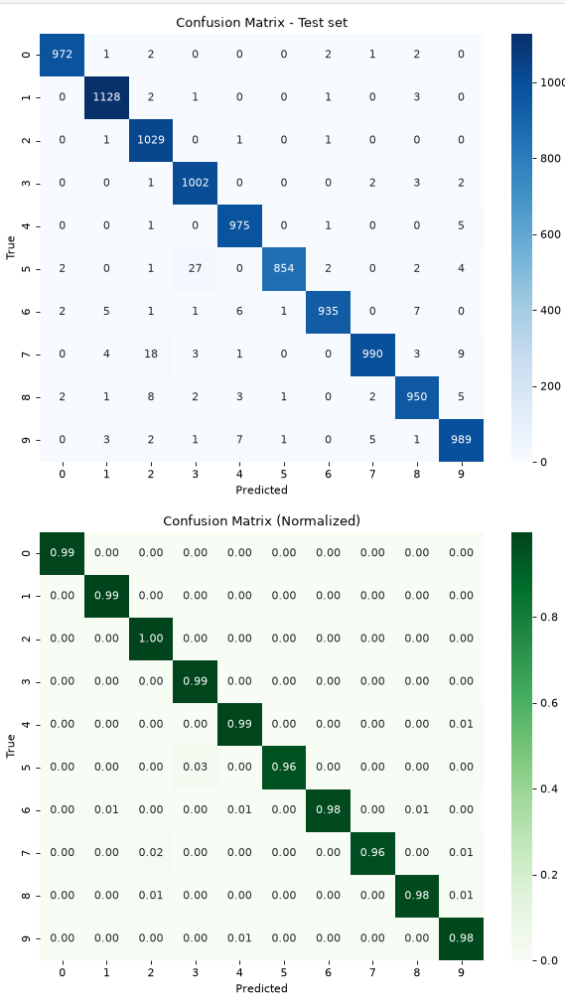 Confusion Matrix - Test set
0 972 1 2 0 0 0 2 1 2 0
1 0 1128 2 1 0 0 1 0 3 0
2 0 1 1029 0 1 0 1 0 0 0
3 0 0 1 1002 0 0 0 2 3 2
4 0 0 1 0 975 0 1 0 0 5
5 2 0 1 27 0 854 2 0 2 4
6 2 5 1 1 6 1 935 0 7 0
7 0 4 18 3 1 0 0 990 3 9
8 2 1 8 2 3 1 0 2 950 5
9 0 3 2 1 7 1 0 5 1 989
0 1 2 3 4 5 6 7 8 9
Predicted
True
1000
800
600
400
200
0
Confusion Matrix (Normalized)
0 0.99 0.00 0.00 0.00 0.00 0.00 0.00 0.00 0.00 0.00
1 0.00 0.99 0.00 0.00 0.00 0.00 0.00 0.00 0.00 0.00
2 0.00 0.00 1.00 0.00 0.00 0.00 0.00 0.00 0.00 0.00
3 0.00 0.00 0.00 0.99 0.00 0.00 0.00 0.00 0.00 0.00
4 0.00 0.00 0.00 0.00 0.99 0.00 0.00 0.00 0.00 0.01
5 0.00 0.00 0.00 0.03 0.00 0.96 0.00 0.00 0.00 0.00
6 0.00 0.01 0.00 0.00 0.01 0.00 0.98 0.00 0.01 0.00
7 0.00 0.00 0.02 0.00 0.00 0.00 0.00 0.96 0.00 0.01
8 0.00 0.00 0.01 0.00 0.00 0.00 0.00 0.00 0.98 0.01
9 0.00 0.00 0.00 0.00 0.01 0.00 0.00 0.00 0.00 0.98
0 1 2 3 4 5 6 7 8 9
Predicted
True
0.8
0.6
0.4
0.2
0.0